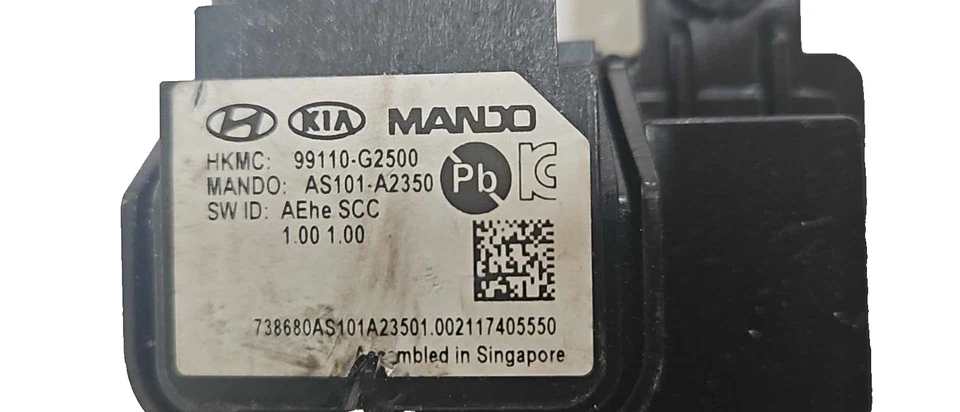 KIA MANDO
HKMC: 99110-G2500
MANDO: AS101-A2350
SW ID: AEhe SCC
1.00 1.00
Pb
738680AS101A23501.002117405550
in Singapore